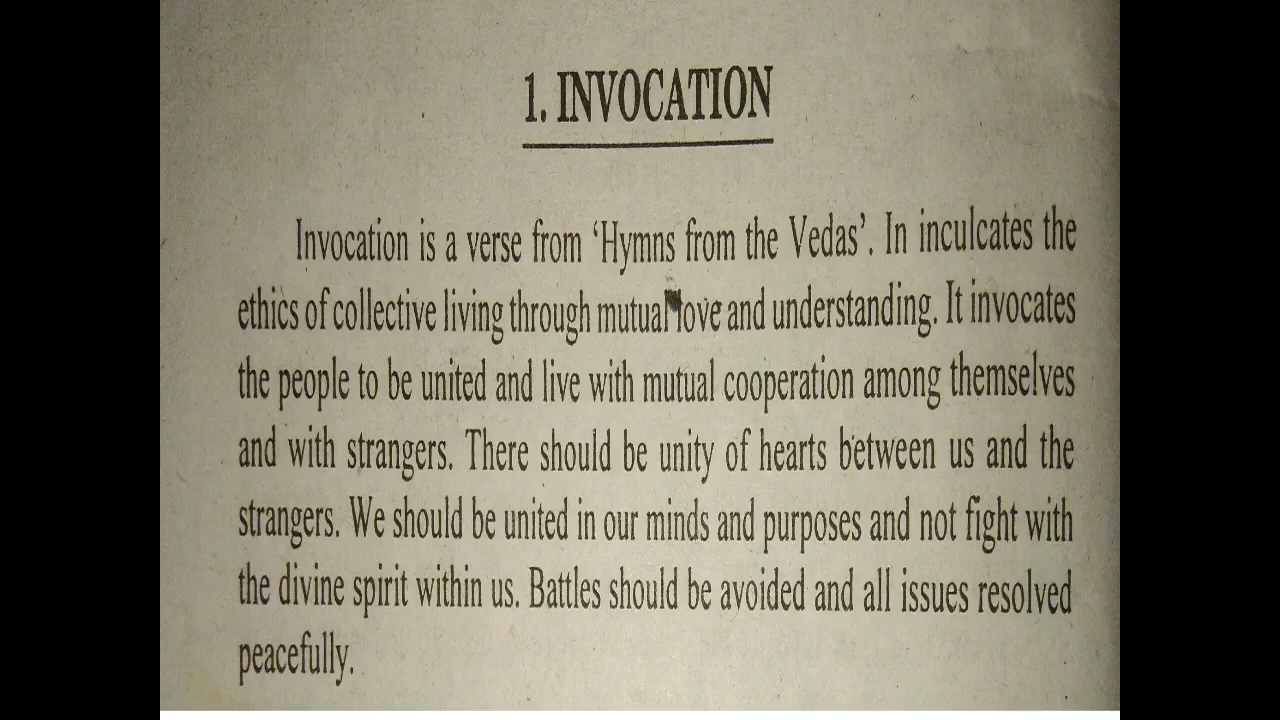 1. INVOCATION
Invocation is a verse from ‘Hymns from the Vedas’. In inculcates the
ethics of collective living through mutual love and understanding. It invocates
the people to be united and live with mutual cooperation among themselves
and with strangers. There should be unity of hearts between us and the
strangers. We should be united in our minds and purposes and not fight with
the divine spirit within us. Battles should be avoided and all issues resolved
peacefully.